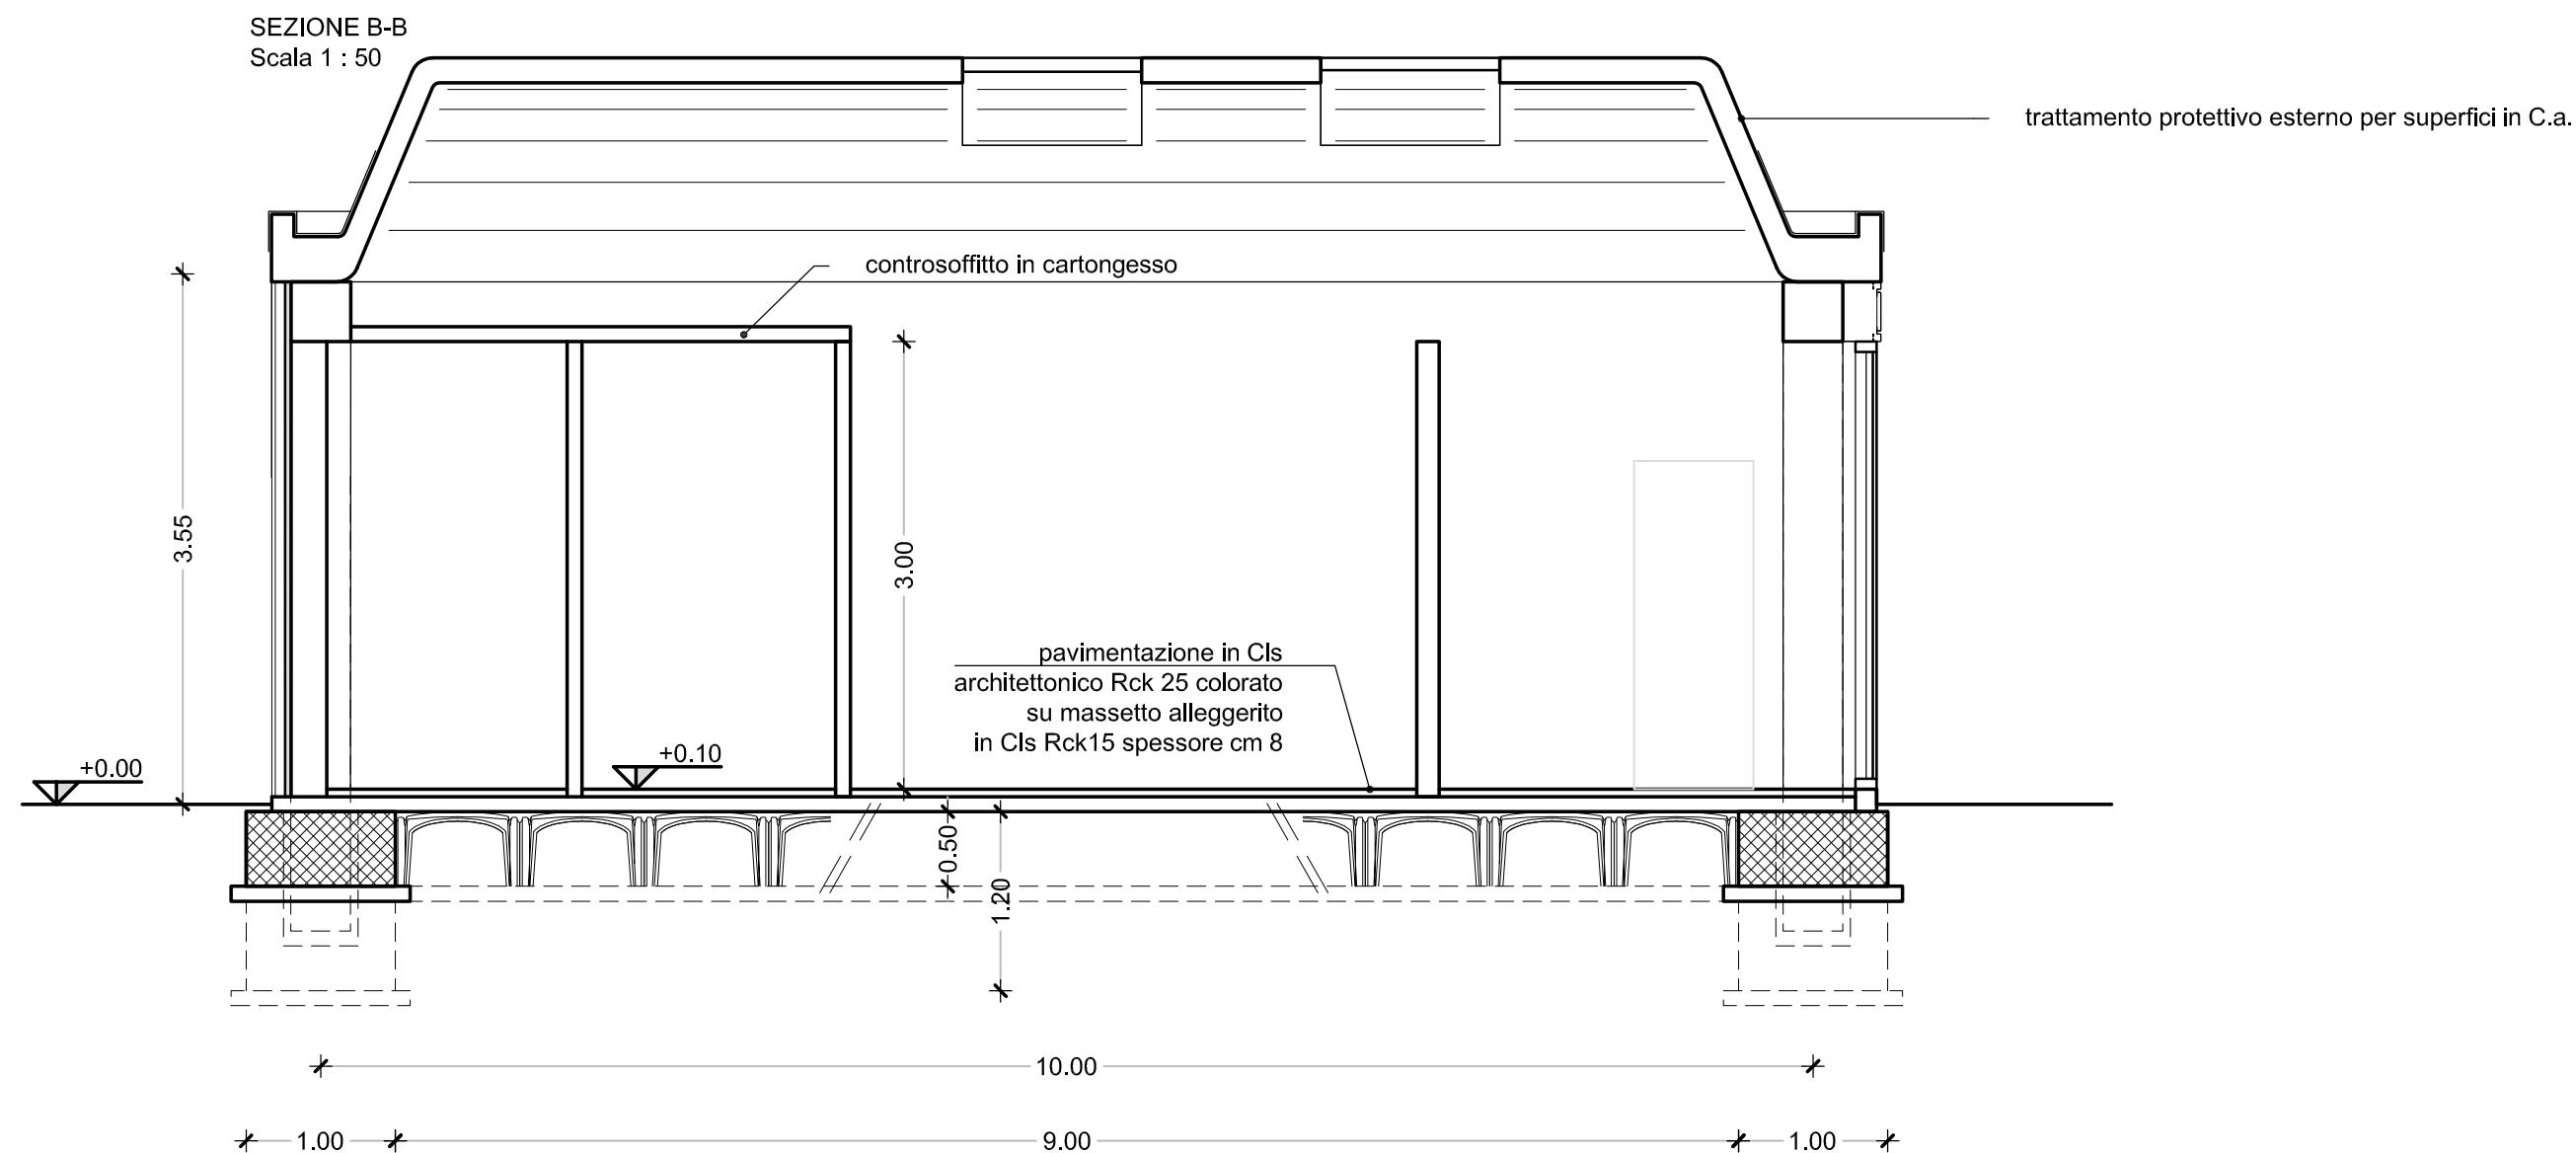 SEZIONE B-B
Scala 1 : 50
trattamento protettivo esterno per superfici in C.a.
controsoffitto in cartongesso
3.55
3.00
pavimentazione in Cls
architettonico Rck 25 colorato
su massetto alleggerito
in Cls Rck15 spessore cm 8
+0.00
+0.10
0.50
1.20
10.00
1.00
9.00
1.00